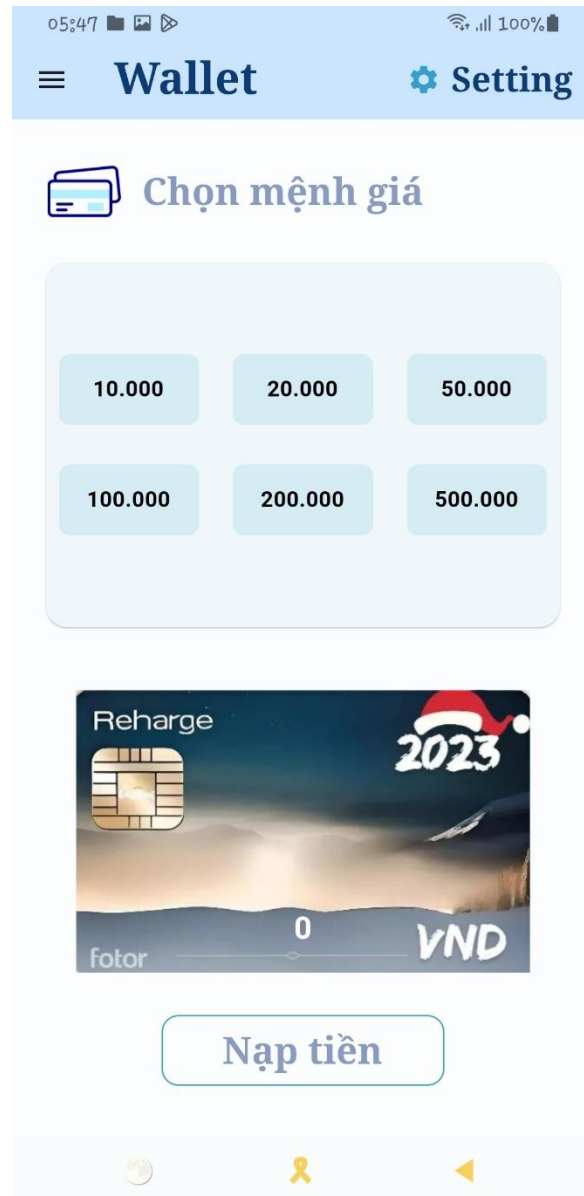 05:47 100%
Wallet Setting
Chọn mệnh giá
10.000 20.000 50.000
100.000 200.000 500.000
Reharge
2023
0
VND
fotor
Nạp tiền